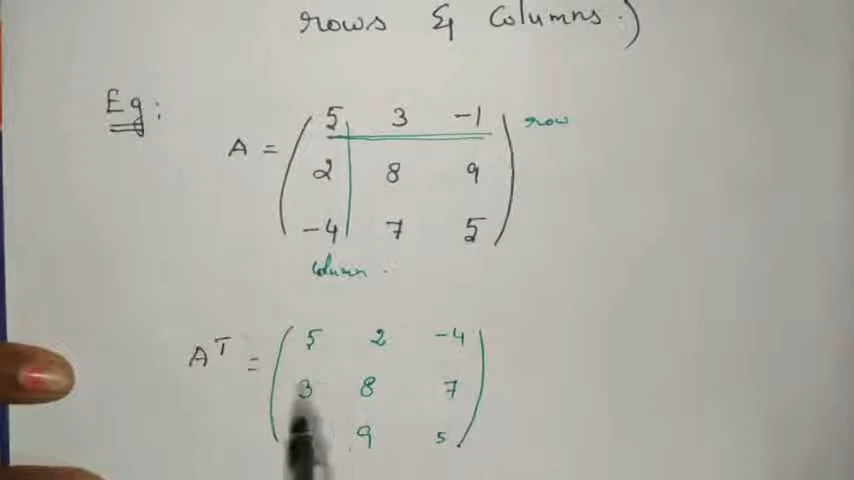 rows & Columns.)
Eg:
A = ( 5 3 -1 ) row
2 8 9
-4 7 5
Column.
A^T = ( 5 2 -4 )
3 8 7
9 5